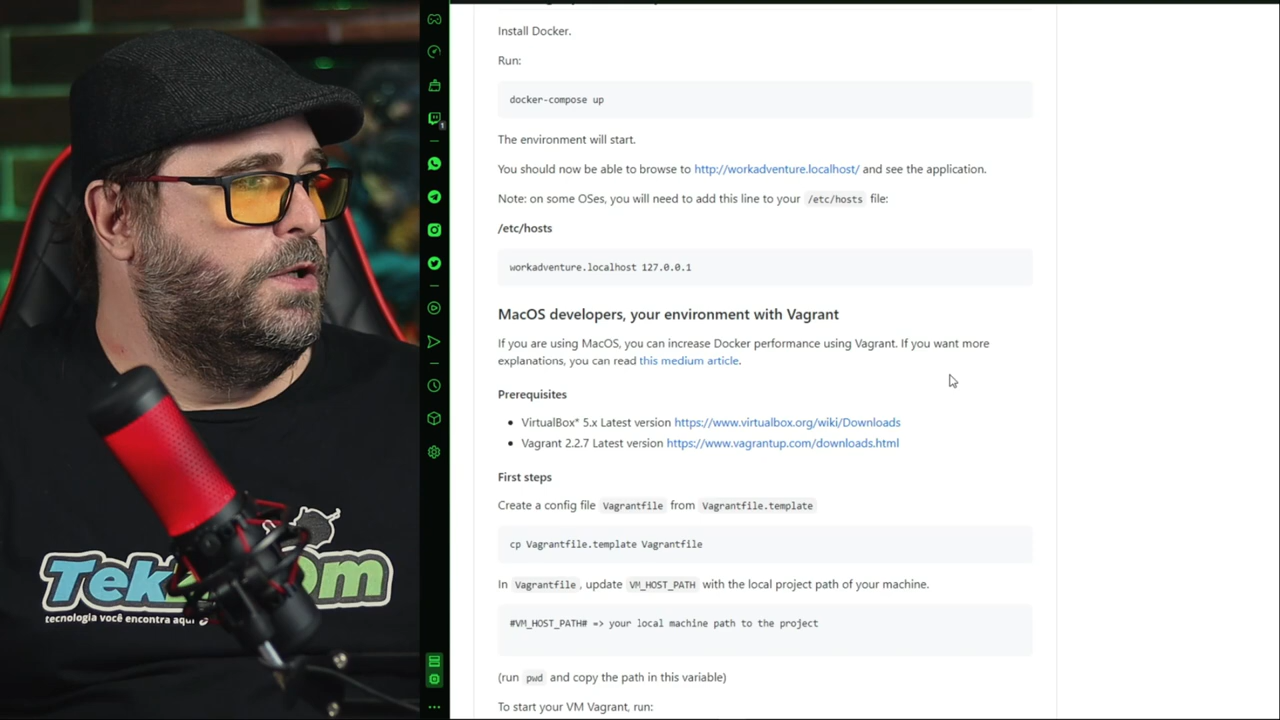 Install Docker.
Run:
docker-compose up
The environment will start.
You should now be able to browse to http://workadventure.localhost/ and see the application.
Note: on some OSes, you will need to add this line to your /etc/hosts file:
/etc/hosts
workadventure.localhost 127.0.0.1
MacOS developers, your environment with Vagrant
If you are using MacOS, you can increase Docker performance using Vagrant. If you want more
explanations, you can read this medium article.
Prerequisites
VirtualBox* 5.x Latest version https://www.virtualbox.org/wiki/Downloads
Vagrant 2.2.7 Latest version https://www.vagrantup.com/downloads.html
First steps
Create a config file Vagrantfile from Vagrantfile.template
cp Vagrantfile.template Vagrantfile
In Vagrantfile, update VM_HOST_PATH with the local project path of your machine.
#VM_HOST_PATH# => your local machine path to the project
(run pwd and copy the path in this variable)
To start your VM Vagrant, run:
tecnologia você encontra aqui